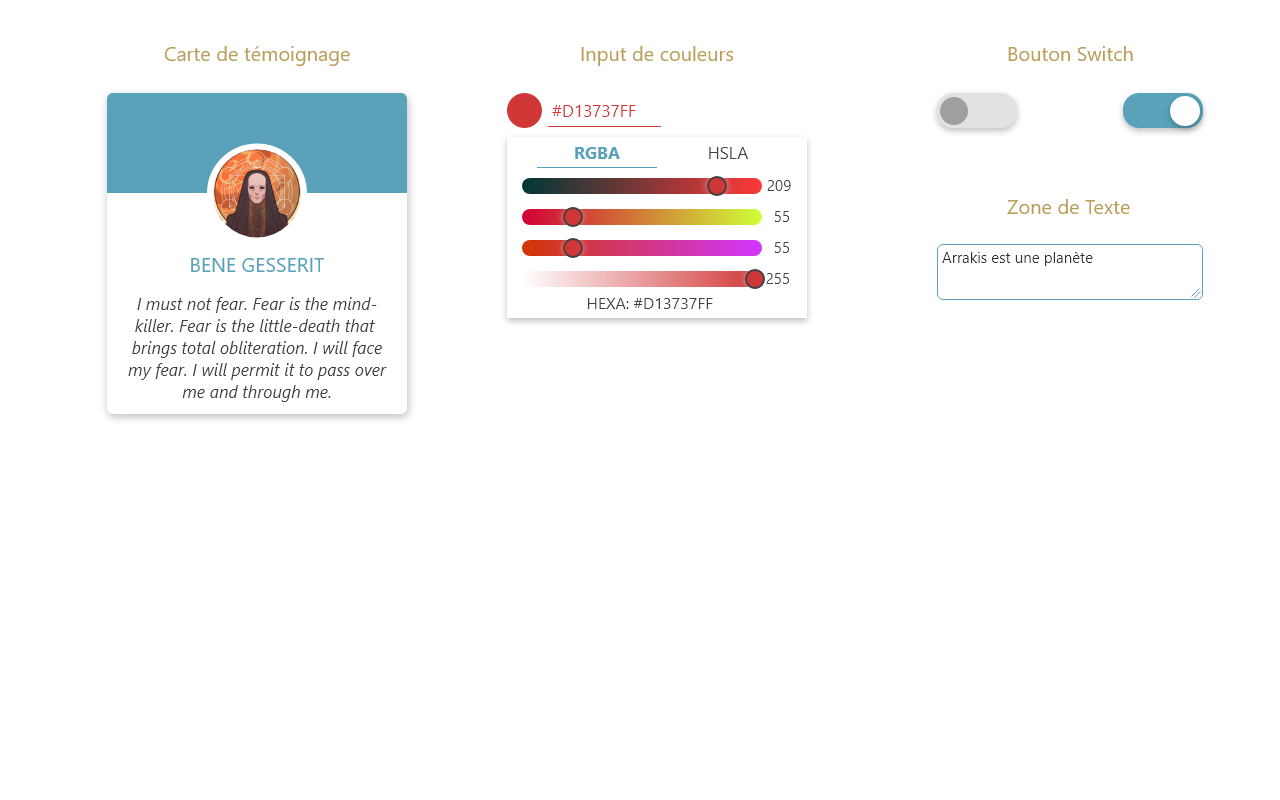 Carte de témoignage
BENE GESSERIT
I must not fear. Fear is the mind-
killer. Fear is the little-death that
brings total obliteration. I will face
my fear. I will permit it to pass over
me and through me.
Input de couleurs
#D13737FF
RGBA HSLA
209
55
55
255
HEXA: #D13737FF
Bouton Switch
Zone de Texte
Arrakis est une planète